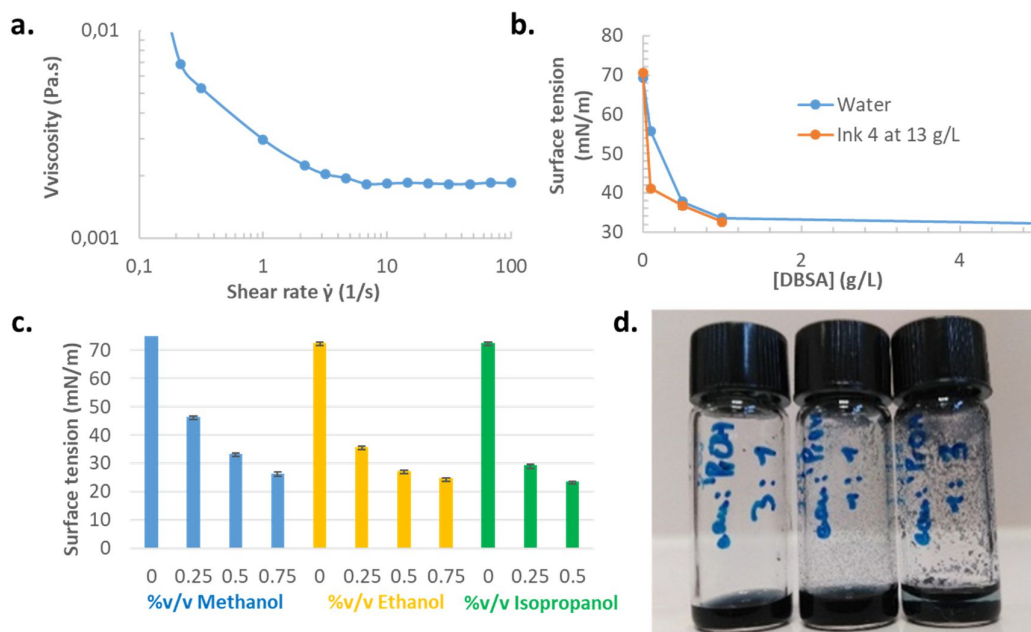 a.
0,01
Vviscosity (Pa.s)
0,001
0,1
1
10
100
Shear rate γ̇ (1/s)
b.
80
70
60
50
40
30
Surface tension
(mN/m)
Water
Ink 4 at 13 g/L
0
2
4
[DBSA] (g/L)
c.
Surface tension (mN/m)
70
60
50
40
30
20
10
0
0 0.25 0.5 0.75 0 0.25 0.5 0.75 0 0.25 0.5
%v/v Methanol %v/v Ethanol %v/v Isopropanol
d.
3:1
1:1
1:3